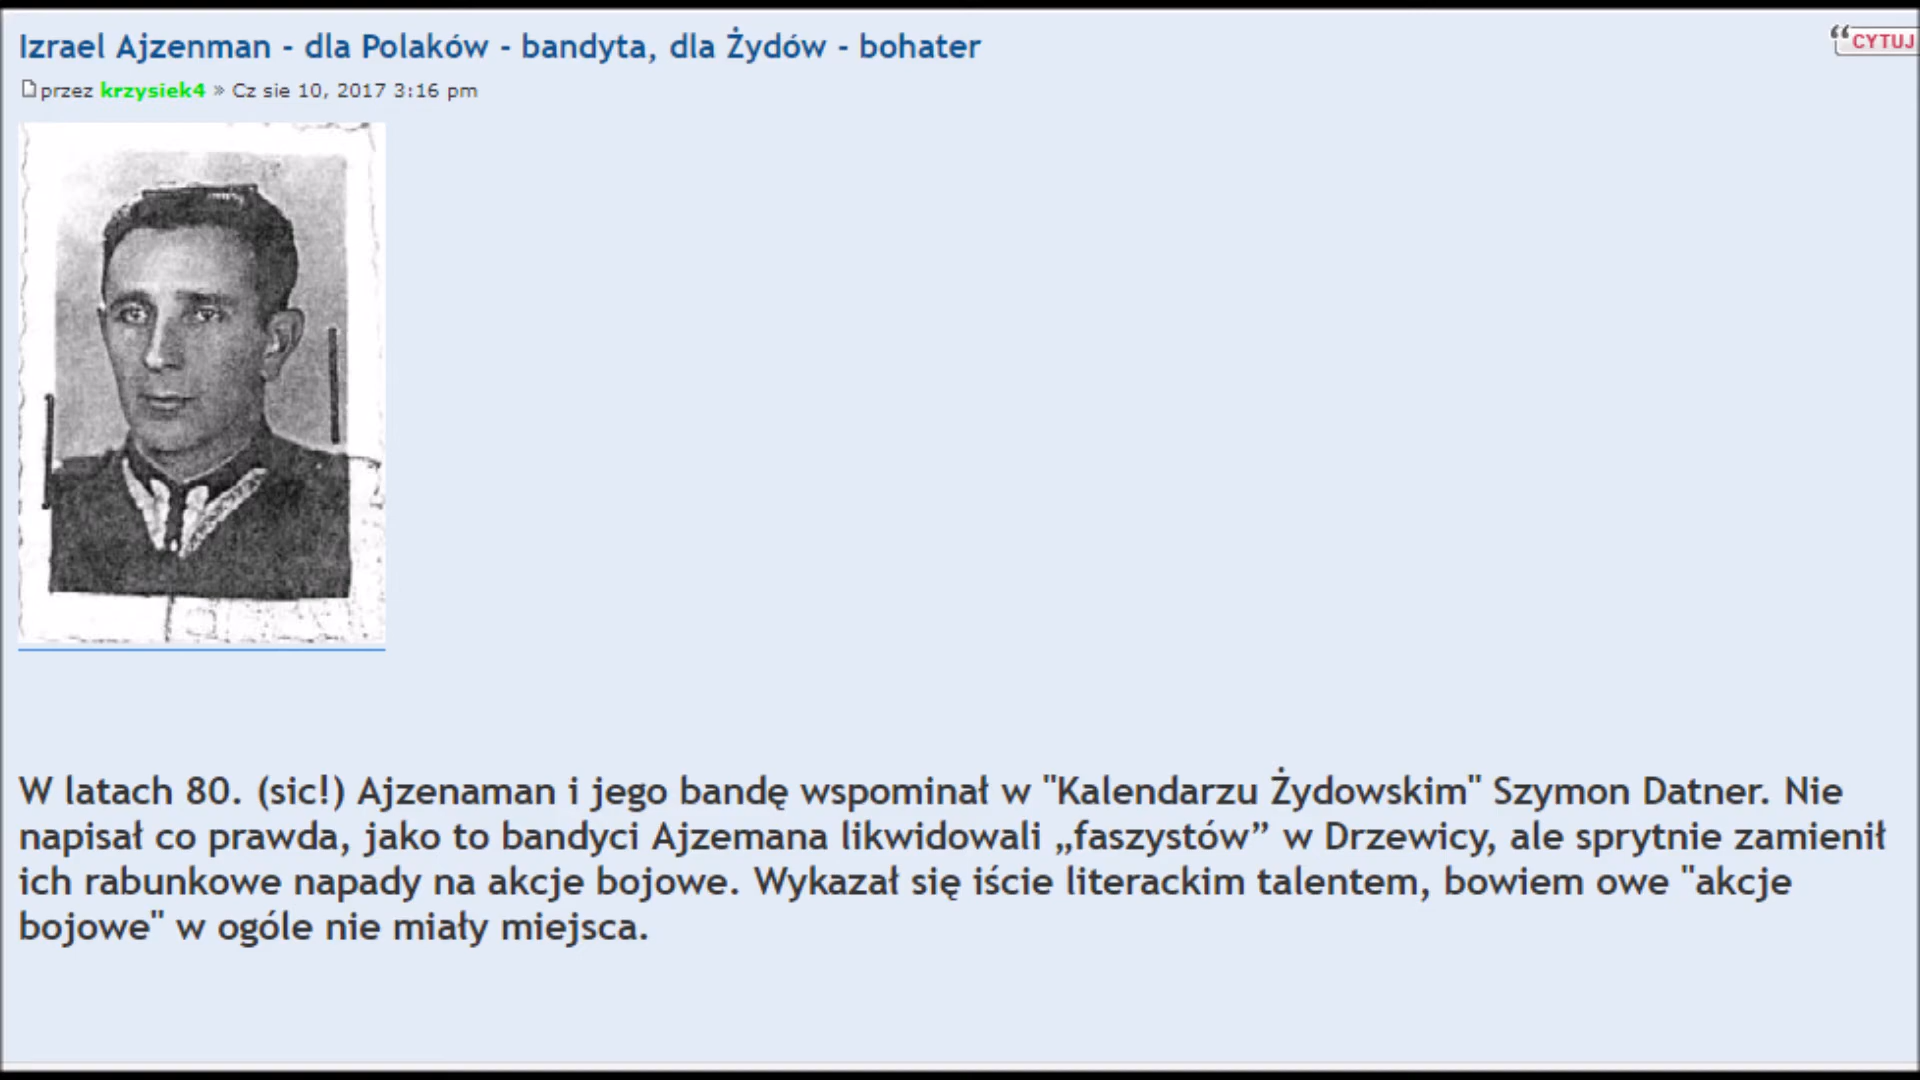 Izrael Ajzenman - dla Polaków - bandyta, dla Żydów - bohater
“CYTUJ
przez krzysiek4 » Cz sie 10, 2017 3:16 pm
W latach 80. (sic!) Ajzenaman i jego bandę wspominał w "Kalendarzu Żydowskim" Szymon Datner. Nie
napisał co prawda, jako to bandyci Ajzemana likwidowali „faszystów” w Drzewicy, ale sprytnie zamienił
ich rabunkowe napady na akcje bojowe. Wykazał się iście literackim talentem, bowiem owe "akcje
bojowe" w ogóle nie miały miejsca.